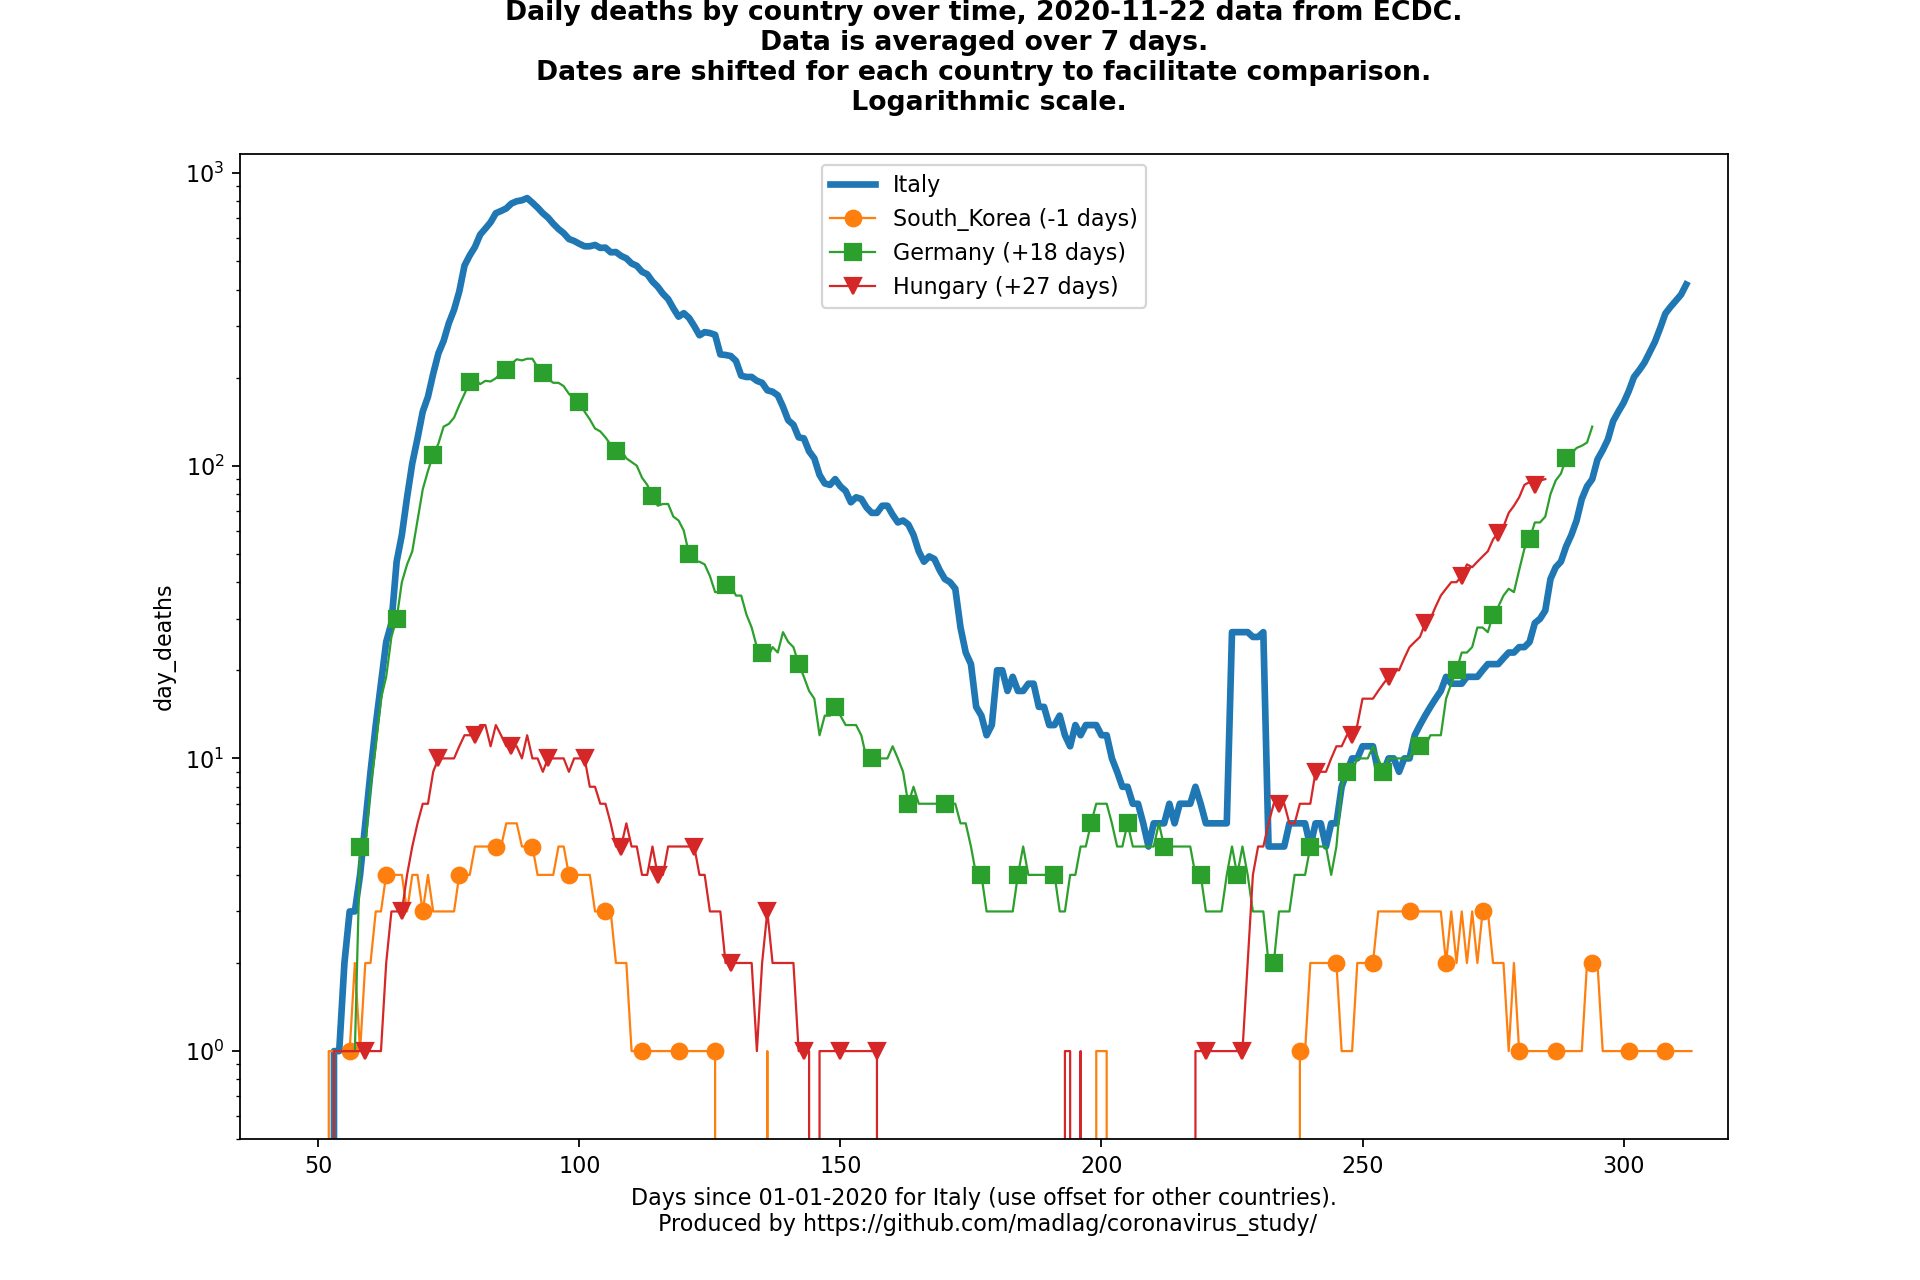 Daily deaths by country over time, 2020-11-22 data from ECDC.
Data is averaged over 7 days.
Dates are shifted for each country to facilitate comparison.
Logarithmic scale.
10³
10²
10¹
10⁰
day_deaths
Italy
South_Korea (-1 days)
Germany (+18 days)
Hungary (+27 days)
50
100
150
200
250
300
Days since 01-01-2020 for Italy (use offset for other countries).
Produced by https://github.com/madlag/coronavirus_study/